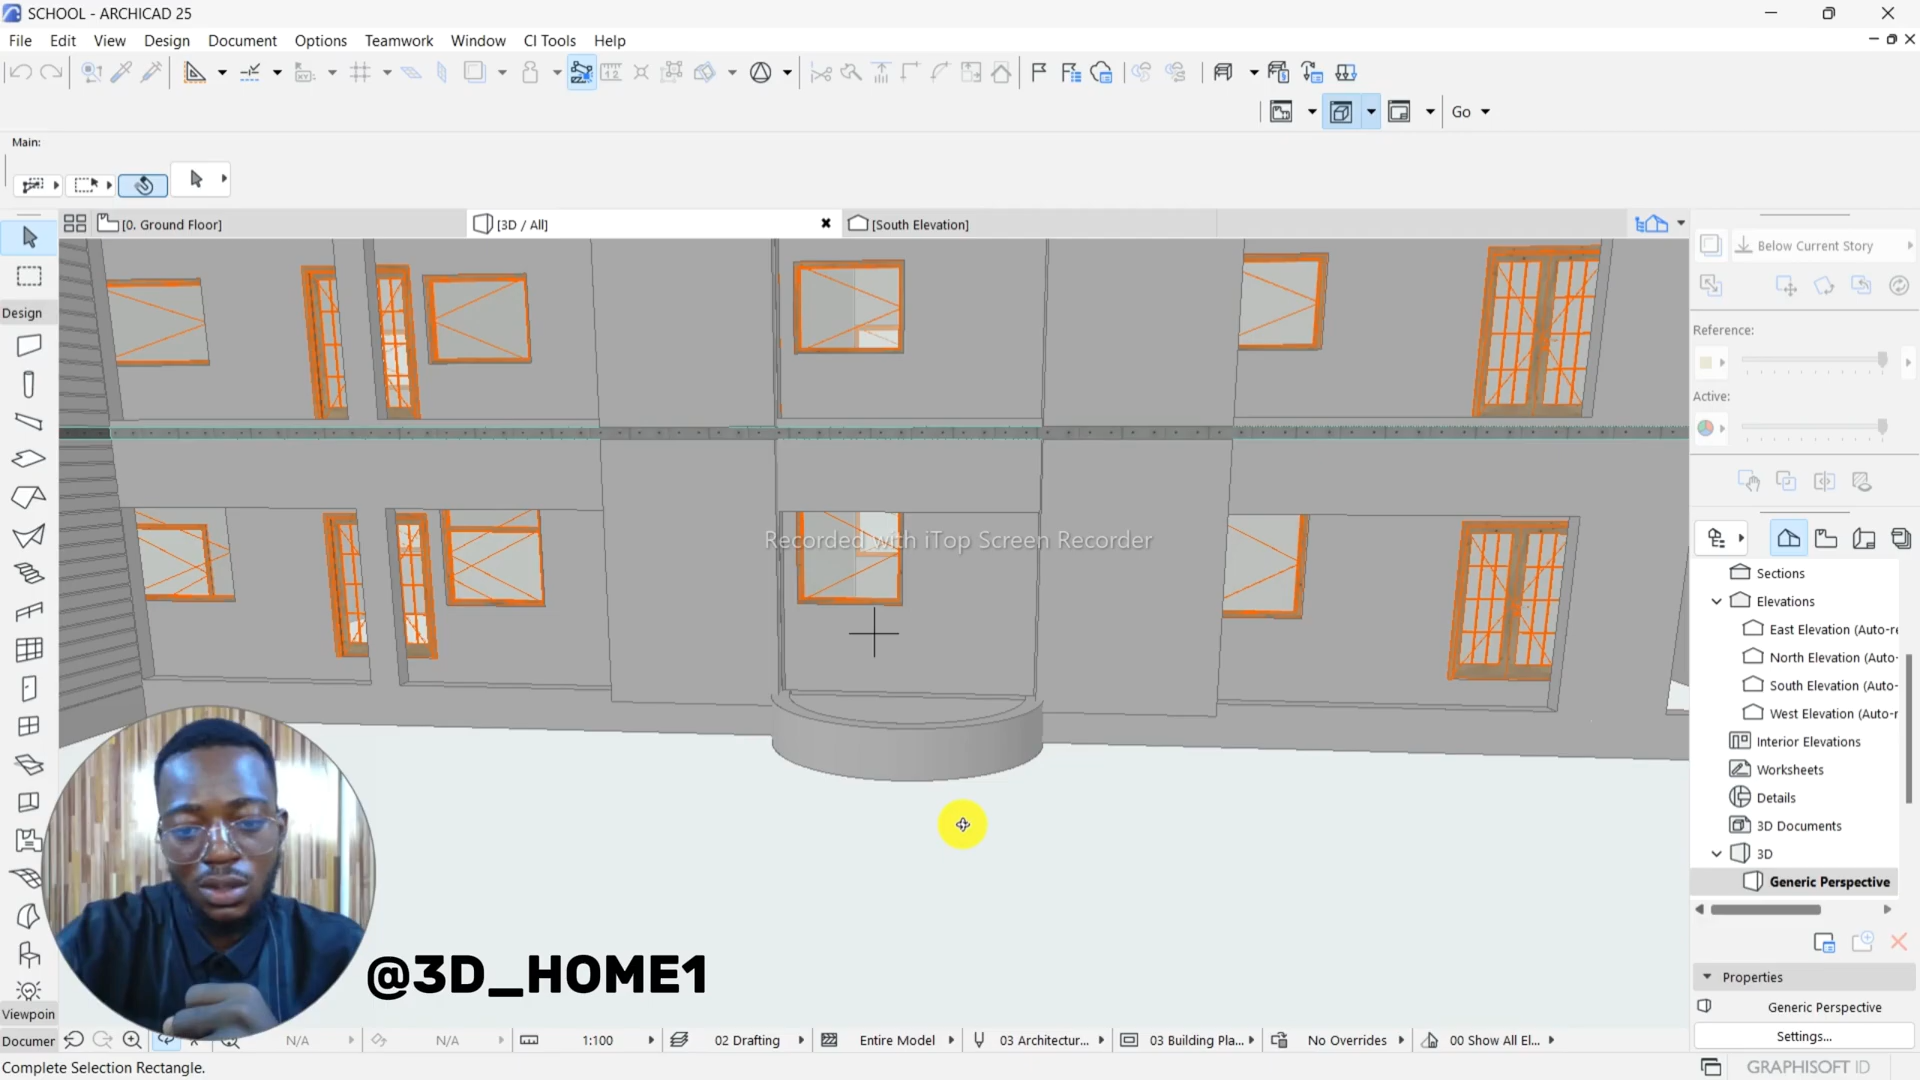 SCHOOL - ARCHICAD 25
File Edit View Design Document Options Teamwork Window CI Tools Help
Go
Main:
[0. Ground Floor]
[3D / All]
[South Elevation]
Below Current Story
Design
Reference:
Active:
Recorded with iTop Screen Recorder
Sections
Elevations
East Elevation (Auto-re
North Elevation (Auto-
South Elevation (Auto-
West Elevation (Auto-r
Interior Elevations
Worksheets
Details
3D Documents
3D
Generic Perspective
@3D_HOME1
Properties
Generic Perspective
Settings...
Viewpoin
Documer
N/A
N/A
1:100
02 Drafting
Entire Model
03 Architectur...
03 Building Pla...
No Overrides
00 Show All El...
Complete Selection Rectangle.
GRAPHISOFT ID